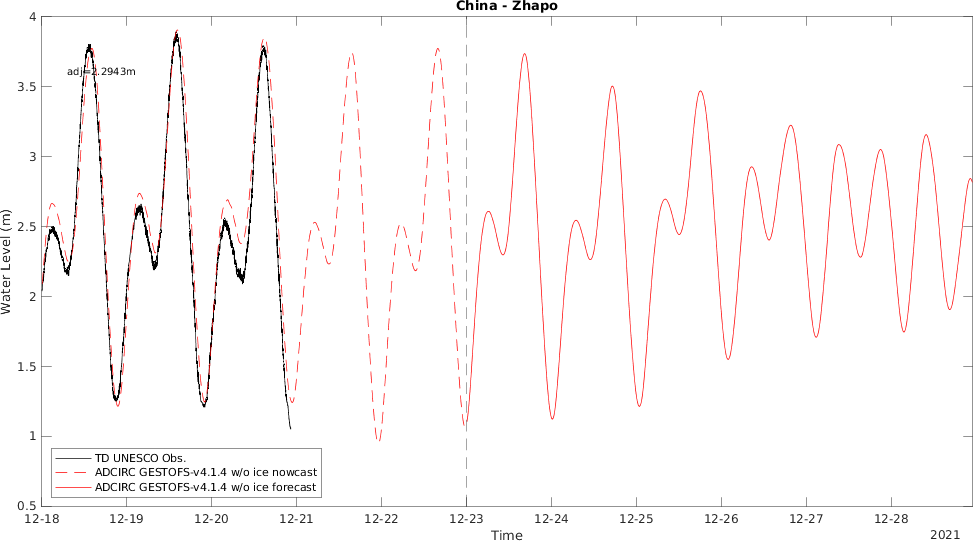 China - Zhapo
4
3.5
3
2.5
2
1.5
1
0.5
Water Level (m)
adj=2.2943m
TD UNESCO Obs.
ADCIRC GESTOFS-v4.1.4 w/o ice nowcast
ADCIRC GESTOFS-v4.1.4 w/o ice forecast
12-18 12-19 12-20 12-21 12-22 12-23 12-24 12-25 12-26 12-27 12-28
Time
2021